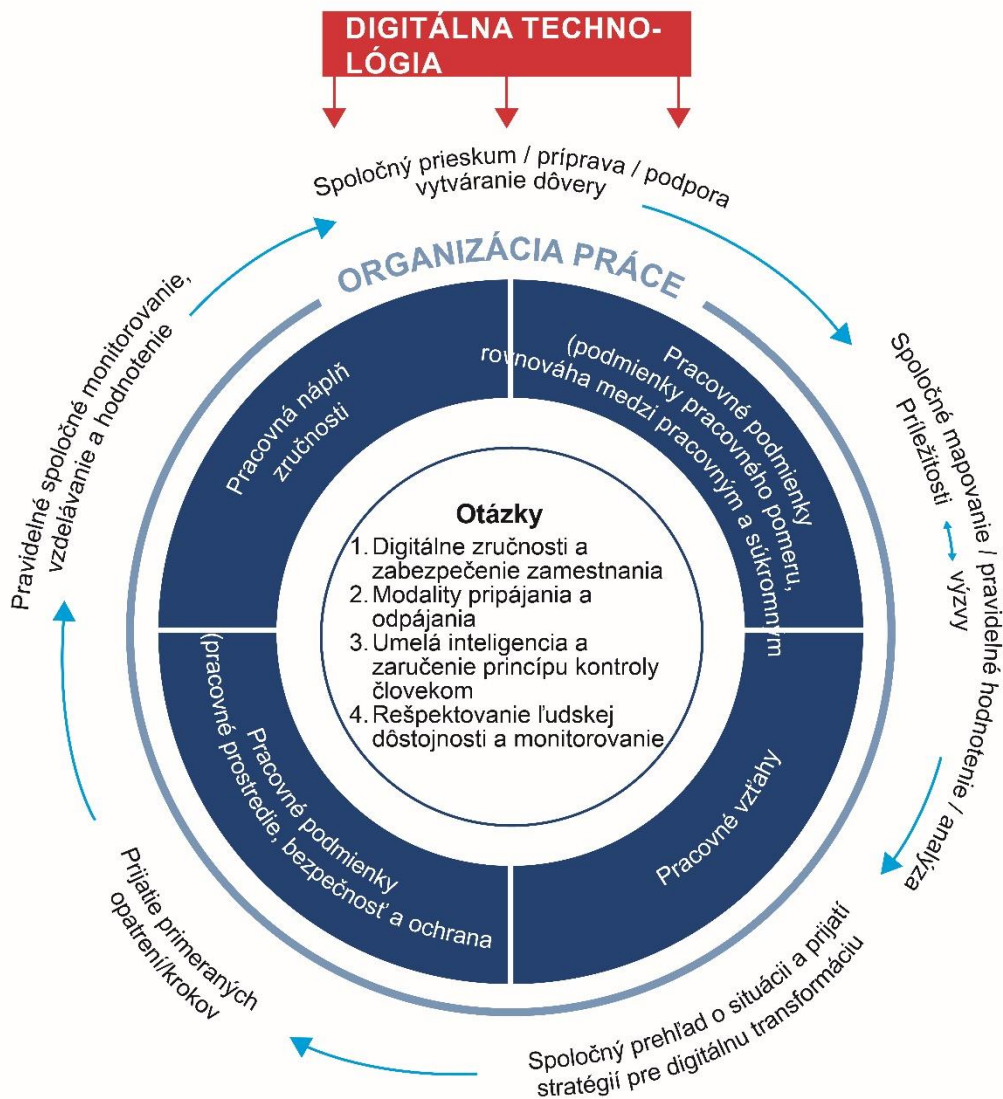 DIGITÁLNA TECHNO-
LÓGIA
Spoločný prieskum / príprava / podpora
vytváranie dôvery
ORGANIZÁCIA PRÁCE
Spoločné mapovanie / pravidelné hodnotenie / analýza
Príležitosti
výzvy
Spoločný prehľad o situácii a prijatí
stratégií pre digitálnu transformáciu
Prijatie primeraných
opatrení/krokov
Pravidelné spoločné monitorovanie,
vzdelávanie a hodnotenie
Pracovná náplň
zručnosti
Pracovné podmienky
(podmienky pracovného pomeru,
rovnováha medzi pracovným a súkromným
Pracovné vzťahy
Pracovné podmienky
(pracovné prostredie, bezpečnosť a ochrana
Otázky
1. Digitálne zručnosti a
zabezpečenie zamestnania
2. Modality pripájania a
odpájania
3. Umelá inteligencia a
zaručenie princípu kontroly
človekom
4. Rešpektovanie ľudskej
dôstojnosti a monitorovanie